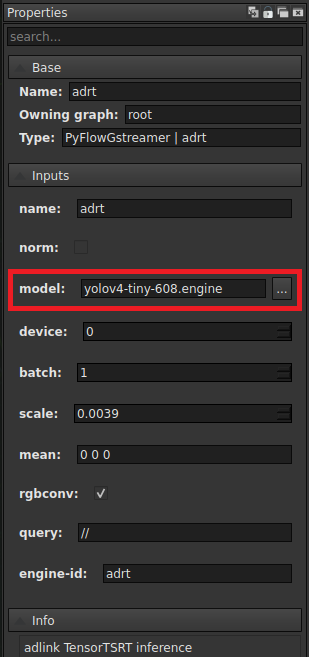 Properties
search...
Base
Name: adrt
Owning graph: root
Type: PyFlowGstreamer | adrt
Inputs
name: adrt
norm:
model: yolov4-tiny-608.engine ...
device: 0
batch: 1
scale: 0.0039
mean: 0 0 0
rgbconv: ✓
query: //
engine-id: adrt
Info
adlink TensorTSRT inference